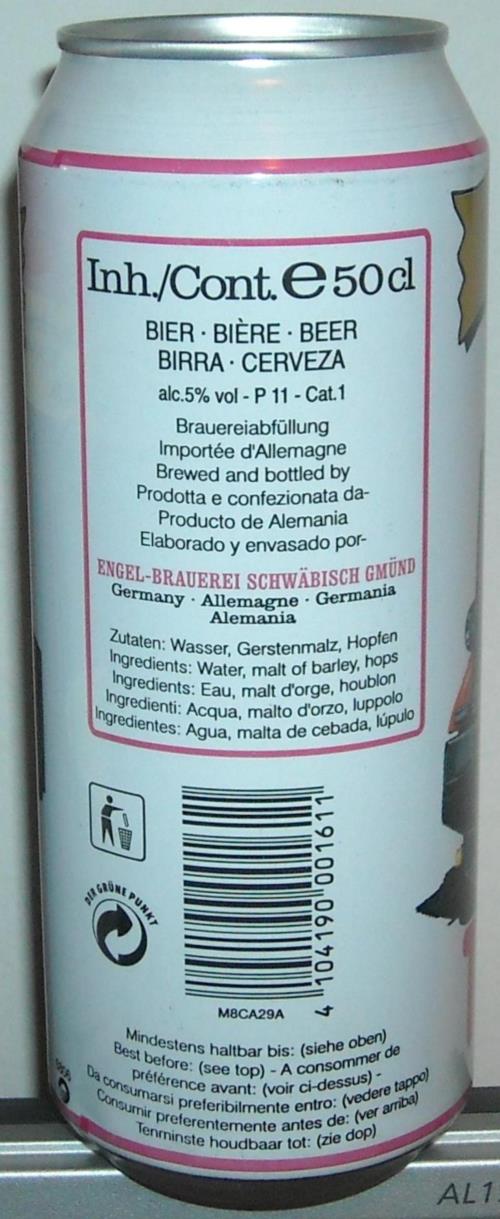 Inh./Cont. e 50 cl
BIER · BIÈRE · BEER
BIRRA · CERVEZA
alc.5% vol - P 11 - Cat.1
Brauereiabfüllung
Importée d'Allemagne
Brewed and bottled by
Prodotta e confezionata da-
Producto de Alemania
Elaborado y envasado por-
ENGEL-BRAUEREI SCHWÄBISCH GMÜND
Germany · Allemagne · Germania
Alemania
Zutaten: Wasser, Gerstenmalz, Hopfen
Ingredients: Water, malt of barley, hops
Ingredients: Eau, malt d'orge, houblon
Ingredienti: Acqua, malto d'orzo, luppolo
Ingredientes: Agua, malta de cebada, lúpulo
DER GRÜNE PUNKT
4 104190 001611
M8CA29A
Mindestens haltbar bis: (siehe oben)
Best before: (see top) - A consommer de
préférence avant: (voir ci-dessus) -
Da consumarsi preferibilmente entro: (vedere tappo)
Consumir preferentemente antes de: (ver arriba)
Tenminste houdbaar tot: (zie dop)